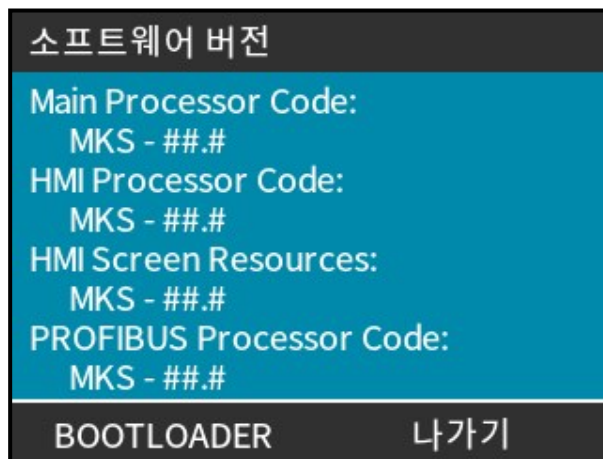 소프트웨어 버전
Main Processor Code:
MKS - ##.#
HMI Processor Code:
MKS - ##.#
HMI Screen Resources:
MKS - ##.#
PROFIBUS Processor Code:
MKS - ##.#
BOOTLOADER 나가기